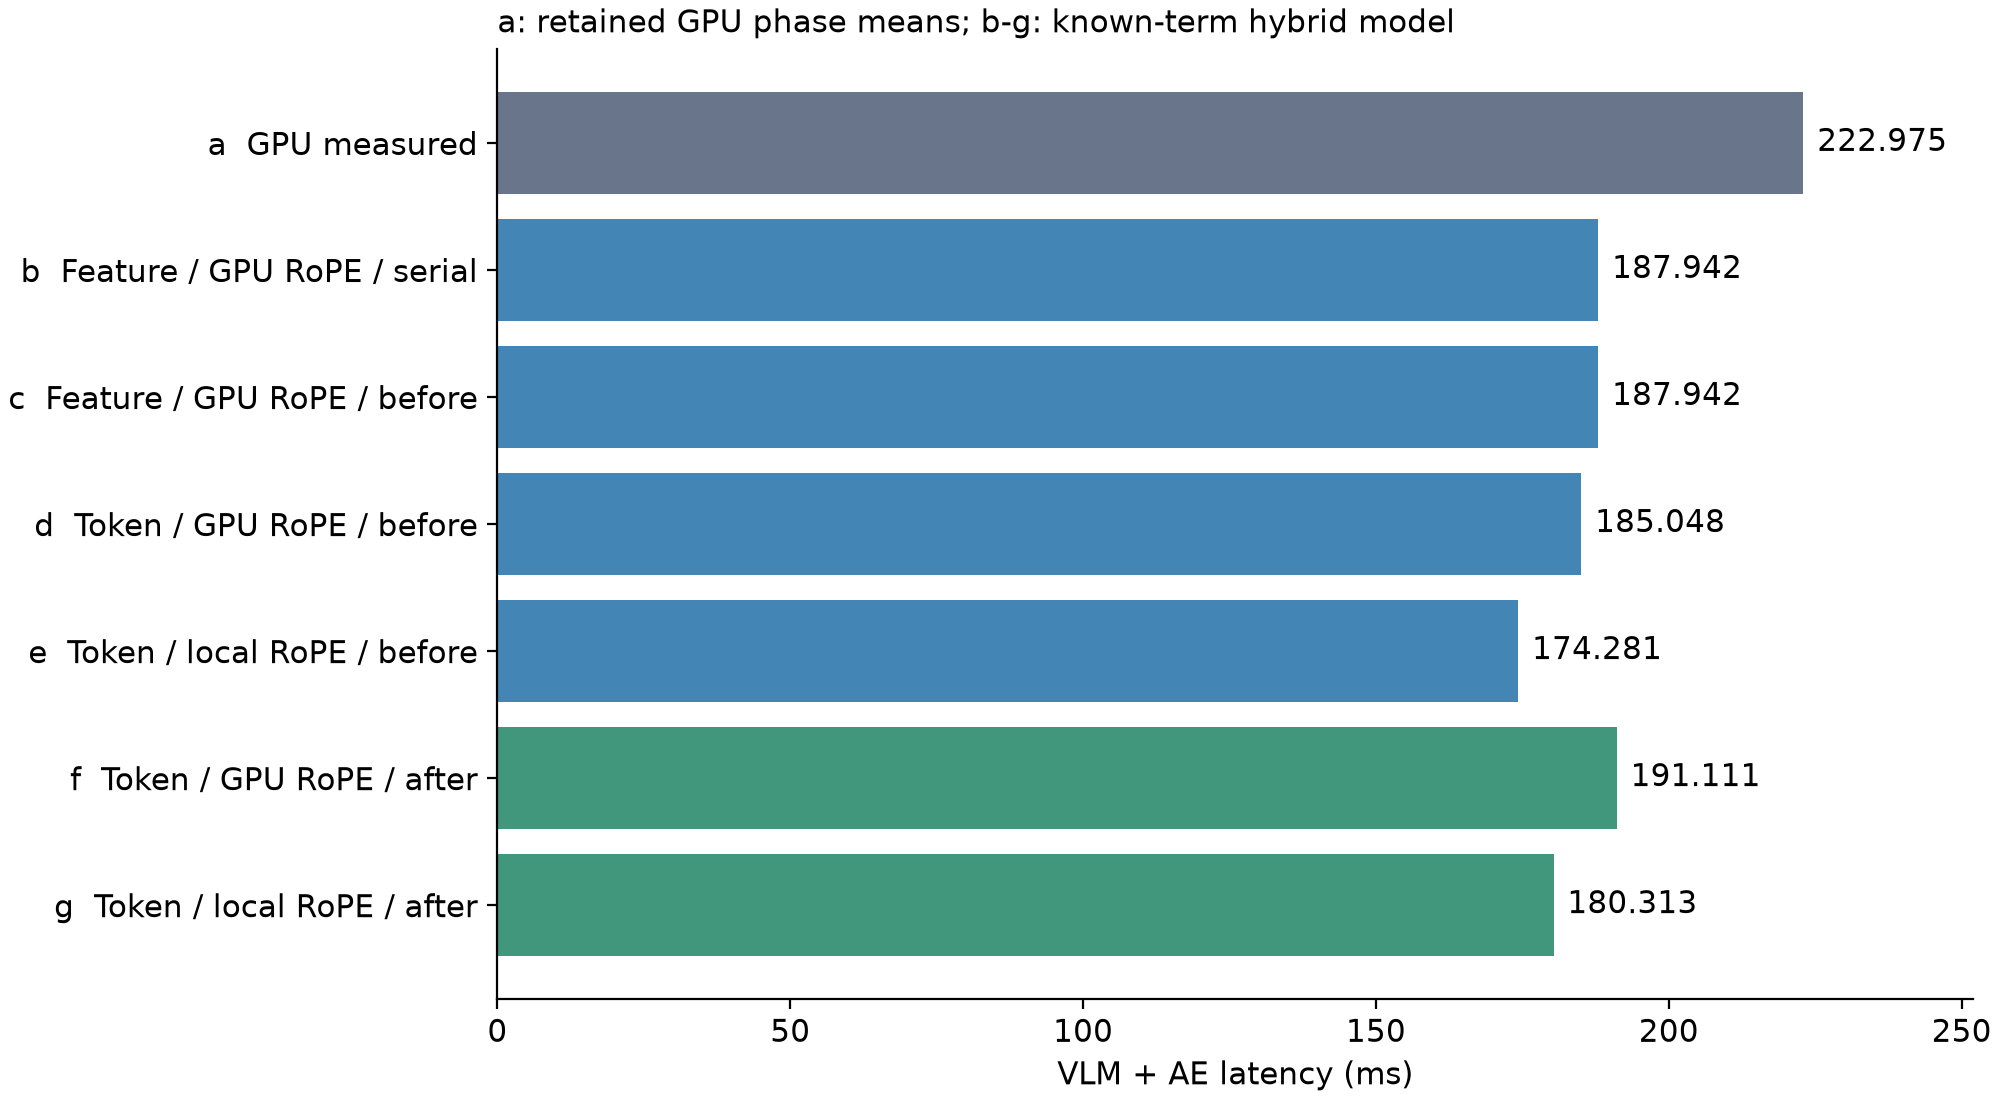 a: retained GPU phase means; b-g: known-term hybrid model
a  GPU measured
222.975
b  Feature / GPU RoPE / serial
187.942
c  Feature / GPU RoPE / before
187.942
d  Token / GPU RoPE / before
185.048
e  Token / local RoPE / before
174.281
f  Token / GPU RoPE / after
191.111
g  Token / local RoPE / after
180.313
0 50 100 150 200 250
VLM + AE latency (ms)